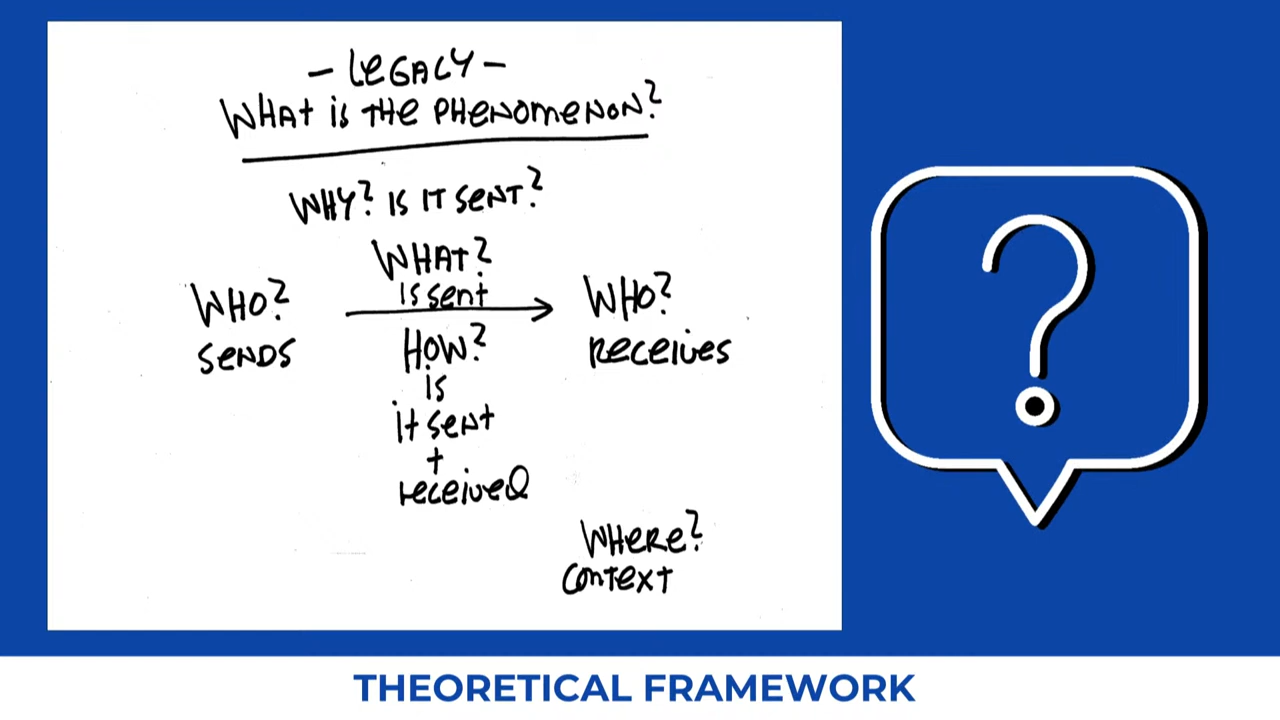 - LEGACY -
WHAT IS THE PHENOMENON?
WHY? IS IT SENT?
WHAT?
IS SENT
WHO?
SENDS
WHO?
RECEIVES
HOW?
IS
IT SENT
+
RECEIVED
WHERE?
CONTEXT
?
THEORETICAL FRAMEWORK